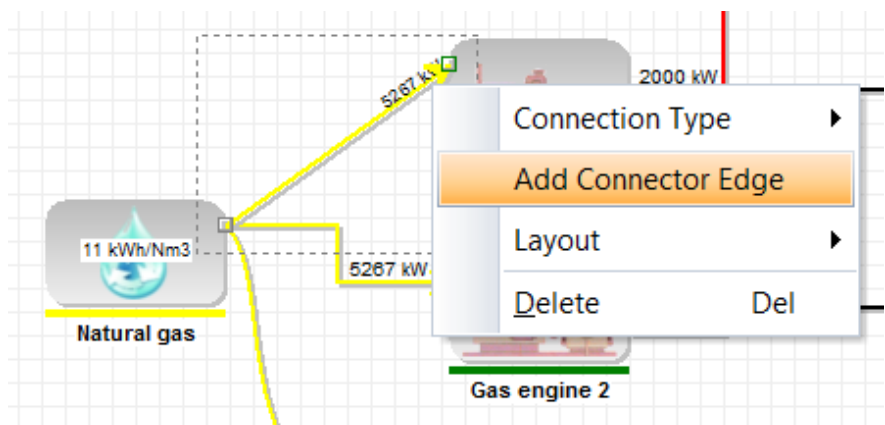 5267 kW
2000 kW
Connection Type
Add Connector Edge
11 kWh/Nm3
Layout
5267 kW
Delete Del
Natural gas
Gas engine 2